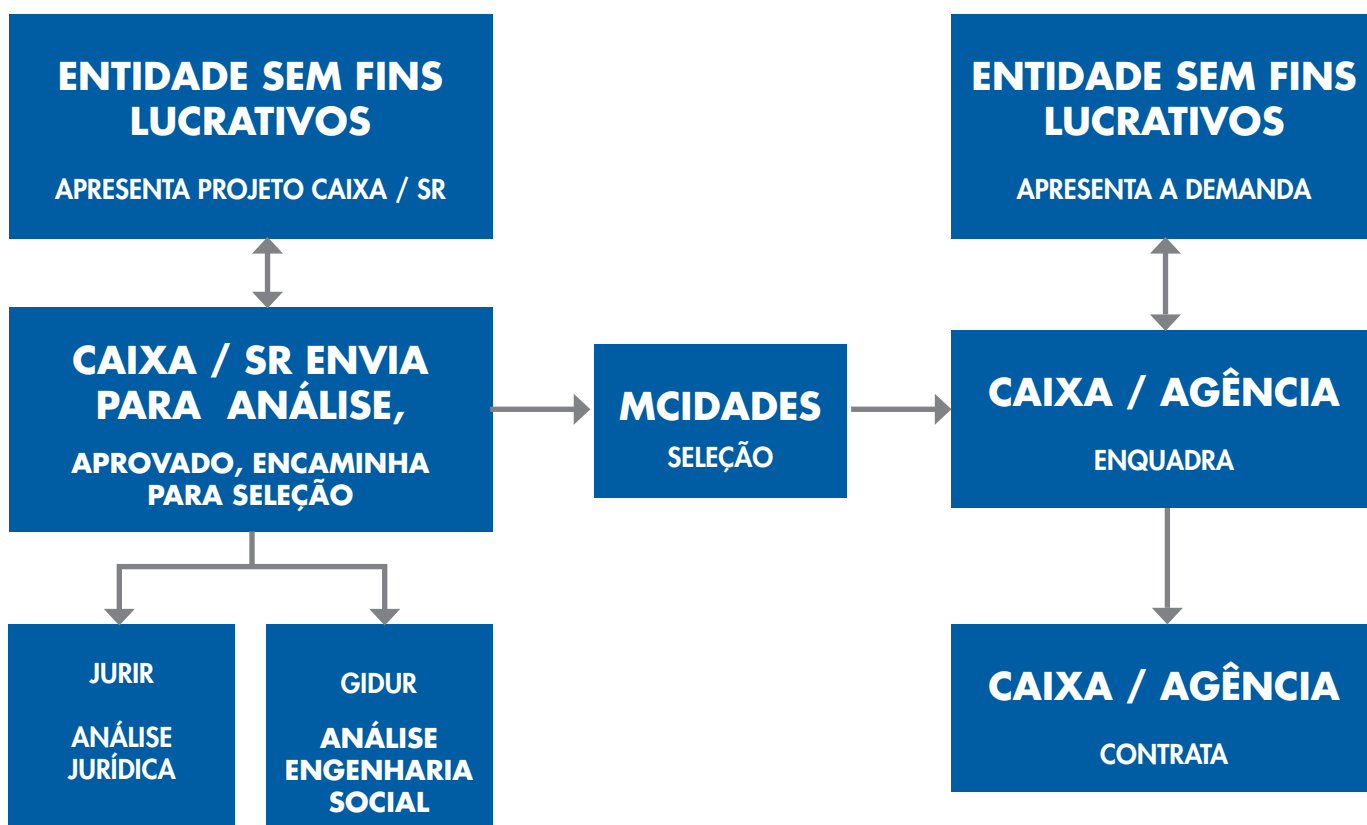 ENTIDADE SEM FINS
LUCRATIVOS
APRESENTA PROJETO CAIXA / SR
CAIXA / SR ENVIA
PARA ANÁLISE,
APROVADO, ENCAMINHA
PARA SELEÇÃO
JURIR
ANÁLISE
JURÍDICA
GIDUR
ANÁLISE
ENGENHARIA
SOCIAL
MCIDADES
SELEÇÃO
ENTIDADE SEM FINS
LUCRATIVOS
APRESENTA A DEMANDA
CAIXA / AGÊNCIA
ENQUADRA
CAIXA / AGÊNCIA
CONTRATA